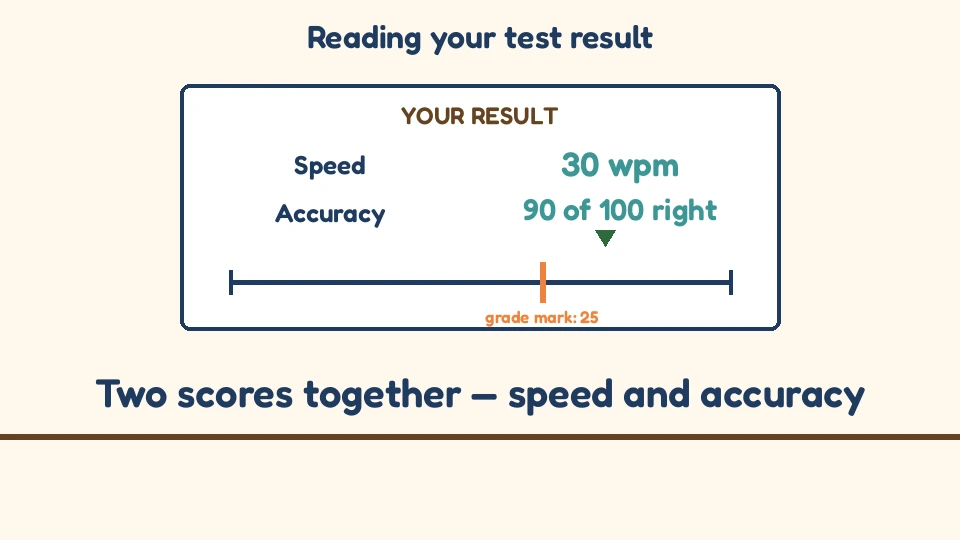 Reading your test result
YOUR RESULT
Speed 30 wpm
Accuracy 90 of 100 right
grade mark: 25
Two scores together — speed and accuracy